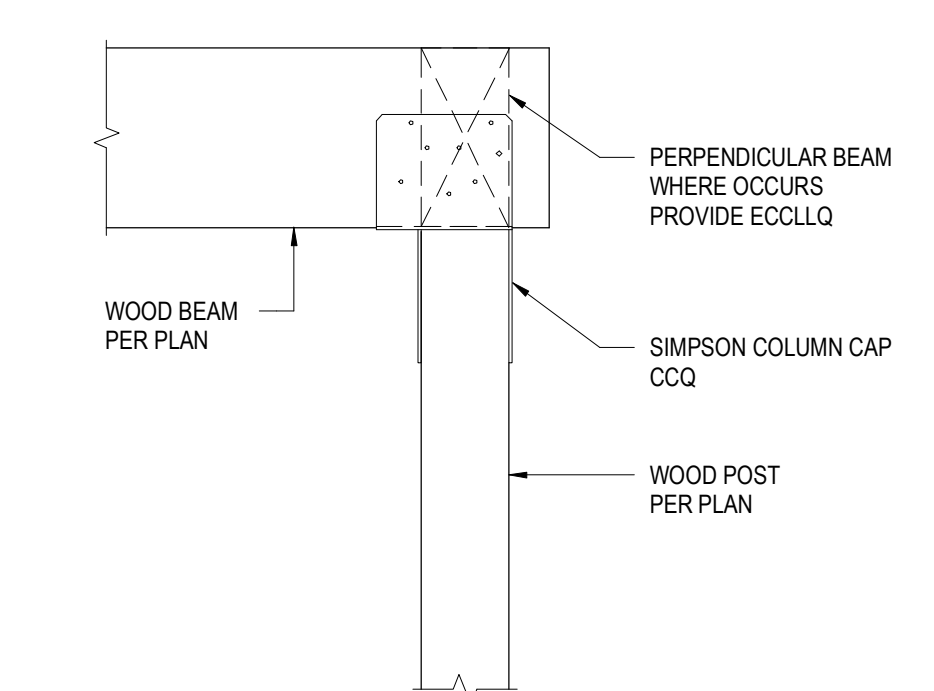 PERPENDICULAR BEAM
WHERE OCCURS
PROVIDE ECCLLQ
WOOD BEAM
PER PLAN
SIMPSON COLUMN CAP
CCQ
WOOD POST
PER PLAN